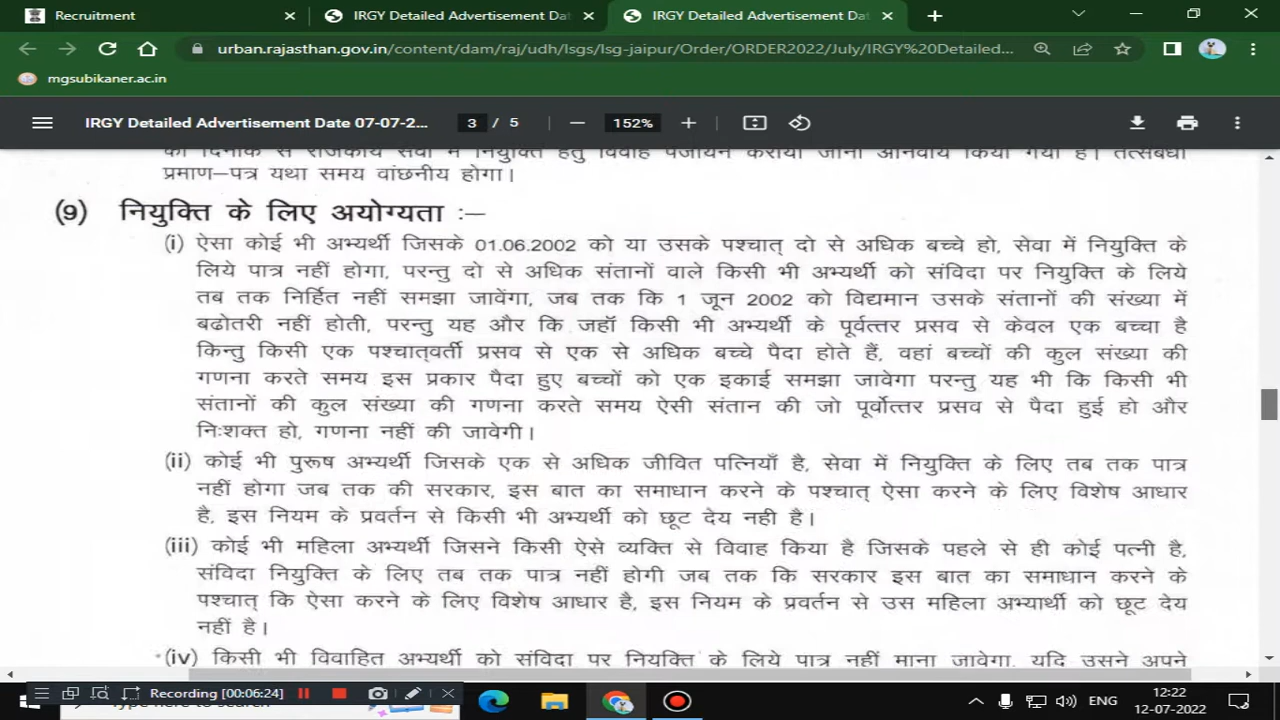 Recruitment
IRGY Detailed Advertisement Dat
IRGY Detailed Advertisement Dat
urban.rajasthan.gov.in/content/dam/raj/udh/lsgs/lsg-jaipur/Order/ORDER2022/July/IRGY%20Detailed...
mgsubikaner.ac.in
IRGY Detailed Advertisement Date 07-07-2... 3 / 5 152%
की दिनांक से राजकीय सेवा में नियुक्ति हेतु विवाह पंजीयन कराया जाना अनिवार्य किया गया है। तत्संबंधी
प्रमाण–पत्र यथा समय वांछनीय होगा।
(9) नियुक्ति के लिए अयोग्यता :–
(i) ऐसा कोई भी अभ्यर्थी जिसके 01.06.2002 को या उसके पश्चात् दो से अधिक बच्चे हो, सेवा में नियुक्ति के
लिये पात्र नहीं होगा, परन्तु दो से अधिक संतानों वाले किसी भी अभ्यर्थी को संविदा पर नियुक्ति के लिये
तब तक निर्हित नहीं समझा जावेंगा, जब तक कि 1 जून 2002 को विद्यमान उसके संतानों की संख्या में
बढोतरी नहीं होती, परन्तु यह और कि जहॉ किसी भी अभ्यर्थी के पूर्वत्तर प्रसव से केवल एक बच्चा है
किन्तु किसी एक पश्चात्वर्ती प्रसव से एक से अधिक बच्चे पैदा होते हैं, वहां बच्चों की कुल संख्या की
गणना करते समय इस प्रकार पैदा हुए बच्चों को एक इकाई समझा जावेगा परन्तु यह भी कि किसी भी
संतानों की कुल संख्या की गणना करते समय ऐसी संतान की जो पूर्वोत्तर प्रसव से पैदा हुई हो और
निःशक्त हो, गणना नहीं की जावेगी।
(ii) कोई भी पुरूष अभ्यर्थी जिसके एक से अधिक जीवित पत्नियाँ है, सेवा में नियुक्ति के लिए तब तक पात्र
नहीं होगा जब तक की सरकार, इस बात का समाधान करने के पश्चात् ऐसा करने के लिए विशेष आधार
है, इस नियम के प्रवर्तन से किसी भी अभ्यर्थी को छूट देय नही है।
(iii) कोई भी महिला अभ्यर्थी जिसने किसी ऐसे व्यक्ति से विवाह किया है जिसके पहले से ही कोई पत्नी है,
संविदा नियुक्ति के लिए तब तक पात्र नहीं होगी जब तक कि सरकार इस बात का समाधान करने के
पश्चात् कि ऐसा करने के लिए विशेष आधार है, इस नियम के प्रवर्तन से उस महिला अभ्यार्थी को छूट देय
नहीं है।
(iv) किसी भी विवाहित अभ्यर्थी को संविदा पर नियक्ति के लिये पात्र नहीं माना जावेगा, यदि उसने अपने
Recording [00:06:24]
ENG
12:22
12-07-2022